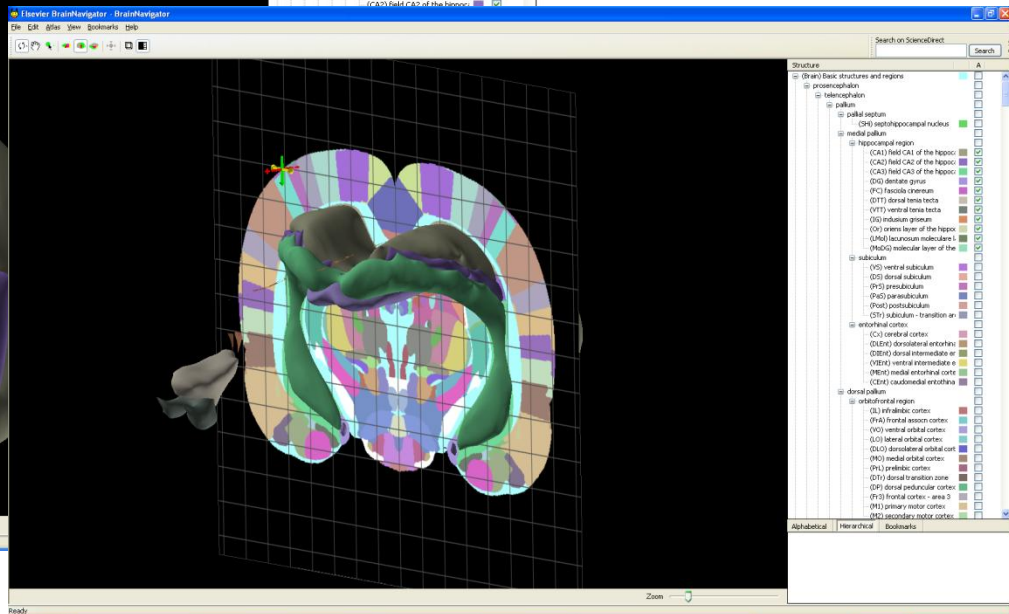 (CA2) field CA2 of the hippoc
Elsevier BrainNavigator - BrainNavigator
File Edit Atlas View Bookmarks Help
Search on ScienceDirect
Search
Structure A
(Brain) Basic structures and regions
prosencephalon
telencephalon
pallium
pallial septum
(SHi) septohippocampal nucleus
medial pallium
hippocampal region
(CA1) field CA1 of the hippoc
(CA2) field CA2 of the hippoc
(CA3) field CA3 of the hippoc
(DG) dentate gyrus
(FC) fasciola cinereum
(DTT) dorsal tenia tecta
(VTT) ventral tenia tecta
(IG) indusium griseum
(Or) oriens layer of the hippoc
(LMol) lacunosum moleculare l
(MoDG) molecular layer of the
subiculum
(VS) ventral subiculum
(DS) dorsal subiculum
(PrS) presubiculum
(PaS) parasubiculum
(Post) postsubiculum
(STr) subiculum - transition ar
entorhinal cortex
(Cx) cerebral cortex
(DLEnt) dorsolateral entorhina
(DIEnt) dorsal intermediate er
(VIEnt) ventral intermediate e
(MEnt) medial entorhinal corte
(CEnt) caudomedial entothina
dorsal pallium
orbitofrontal region
(IL) infralimbic cortex
(FrA) frontal assocn cortex
(VO) ventral orbital cortex
(LO) lateral orbital cortex
(DLO) dorsolateral orbital cort
(MO) medial orbital cortex
(PrL) prelimbic cortex
(DTr) dorsal transition zone
(DP) dorsal peduncular cortex
(Fr3) frontal cortex - area 3
(M1) primary motor cortex
(M2) secondary motor cortex
Alphabetical Hierarchical Bookmarks
Zoom
Ready